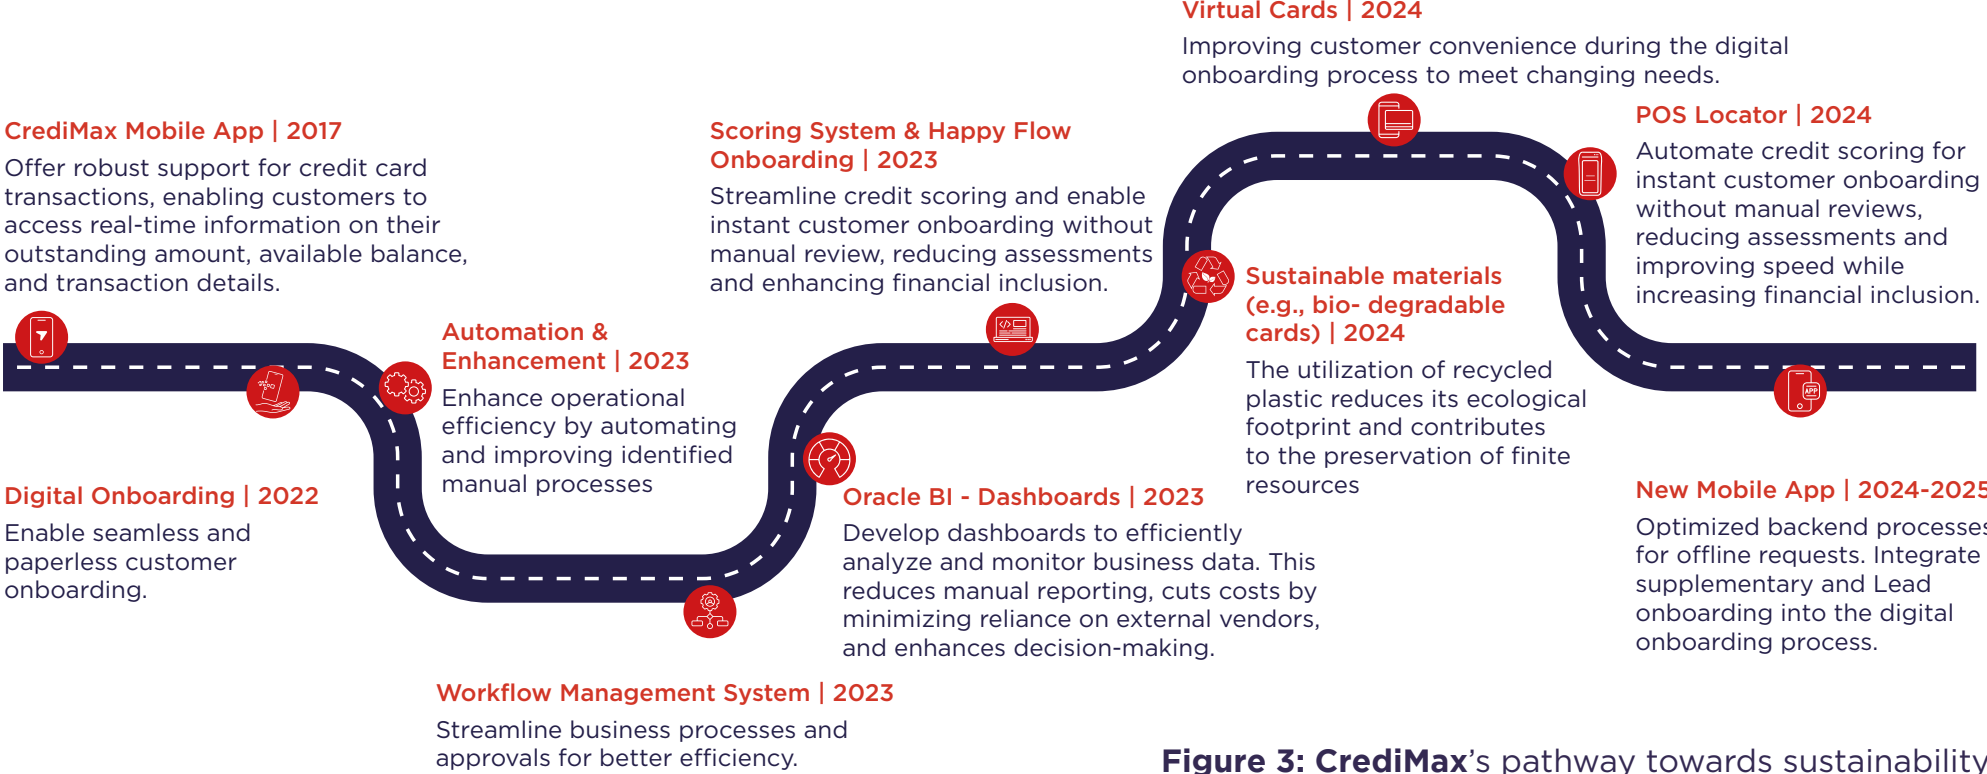 Virtual Cards | 2024
Improving customer convenience during the digital
onboarding process to meet changing needs.
CrediMax Mobile App | 2017
Offer robust support for credit card
transactions, enabling customers to
access real-time information on their
outstanding amount, available balance,
and transaction details.
Scoring System & Happy Flow
Onboarding | 2023
Streamline credit scoring and enable
instant customer onboarding without
manual review, reducing assessments
and enhancing financial inclusion.
POS Locator | 2024
Automate credit scoring for
instant customer onboarding
without manual reviews,
reducing assessments and
improving speed while
increasing financial inclusion.
Automation &
Enhancement | 2023
Enhance operational
efficiency by automating
and improving identified
manual processes
Sustainable materials
(e.g., bio- degradable
cards) | 2024
The utilization of recycled
plastic reduces its ecological
footprint and contributes
to the preservation of finite
resources
APP
Digital Onboarding | 2022
Enable seamless and
paperless customer
onboarding.
Oracle BI - Dashboards | 2023
Develop dashboards to efficiently
analyze and monitor business data. This
reduces manual reporting, cuts costs by
minimizing reliance on external vendors,
and enhances decision-making.
New Mobile App | 2024-2025
Optimized backend processes
for offline requests. Integrate
supplementary and Lead
onboarding into the digital
onboarding process.
Workflow Management System | 2023
Streamline business processes and
approvals for better efficiency.
Figure 3: CrediMax's pathway towards sustainability